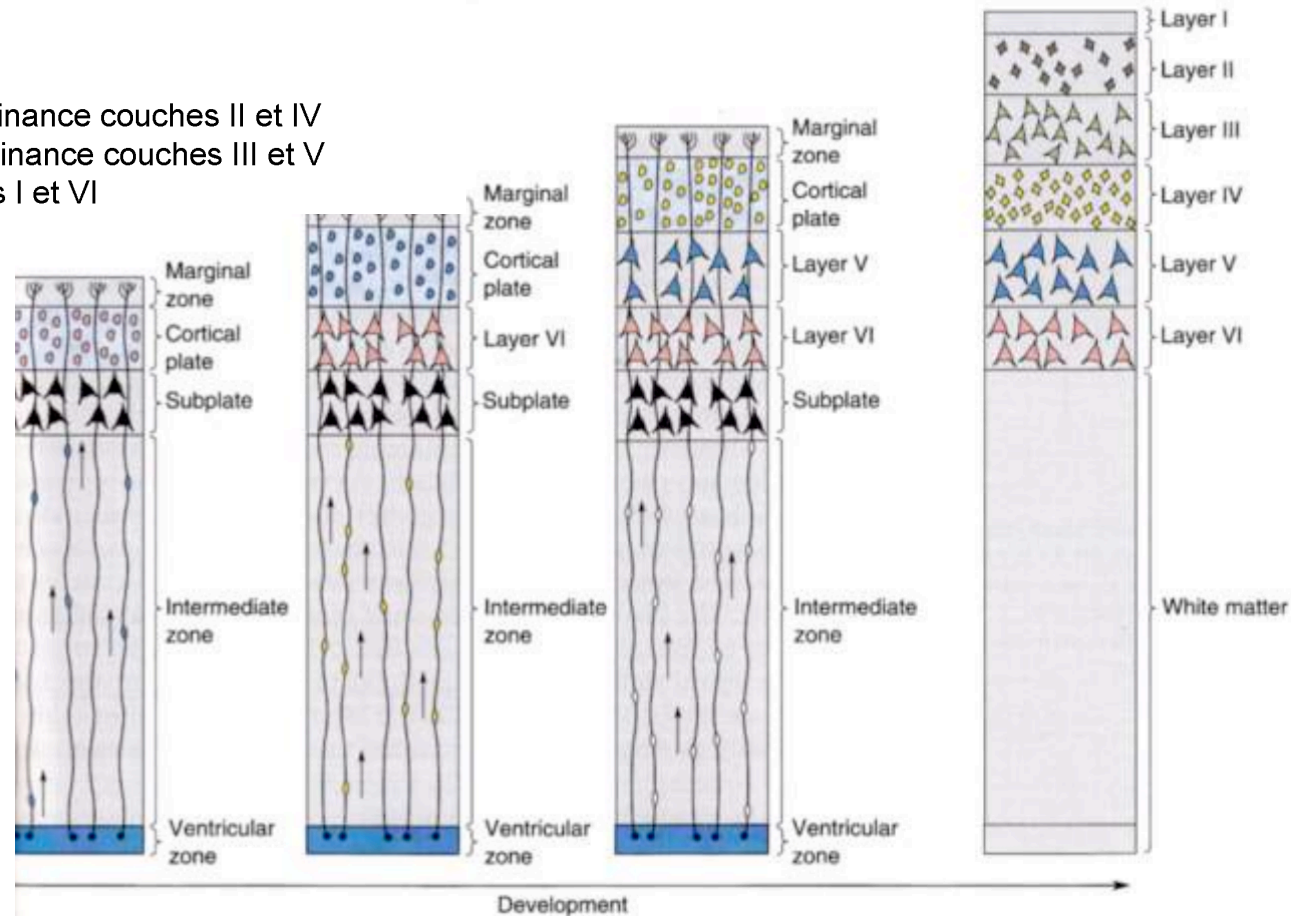 inance couches II et IV
inance couches III et V
s I et VI
Marginal
zone
Cortical
plate
Subplate
Intermediate
zone
Ventricular
zone
Marginal
zone
Cortical
plate
Layer VI
Subplate
Intermediate
zone
Ventricular
zone
Marginal
zone
Cortical
plate
Layer V
Layer VI
Subplate
Intermediate
zone
Ventricular
zone
Layer I
Layer II
Layer III
Layer IV
Layer V
Layer VI
White matter
Development